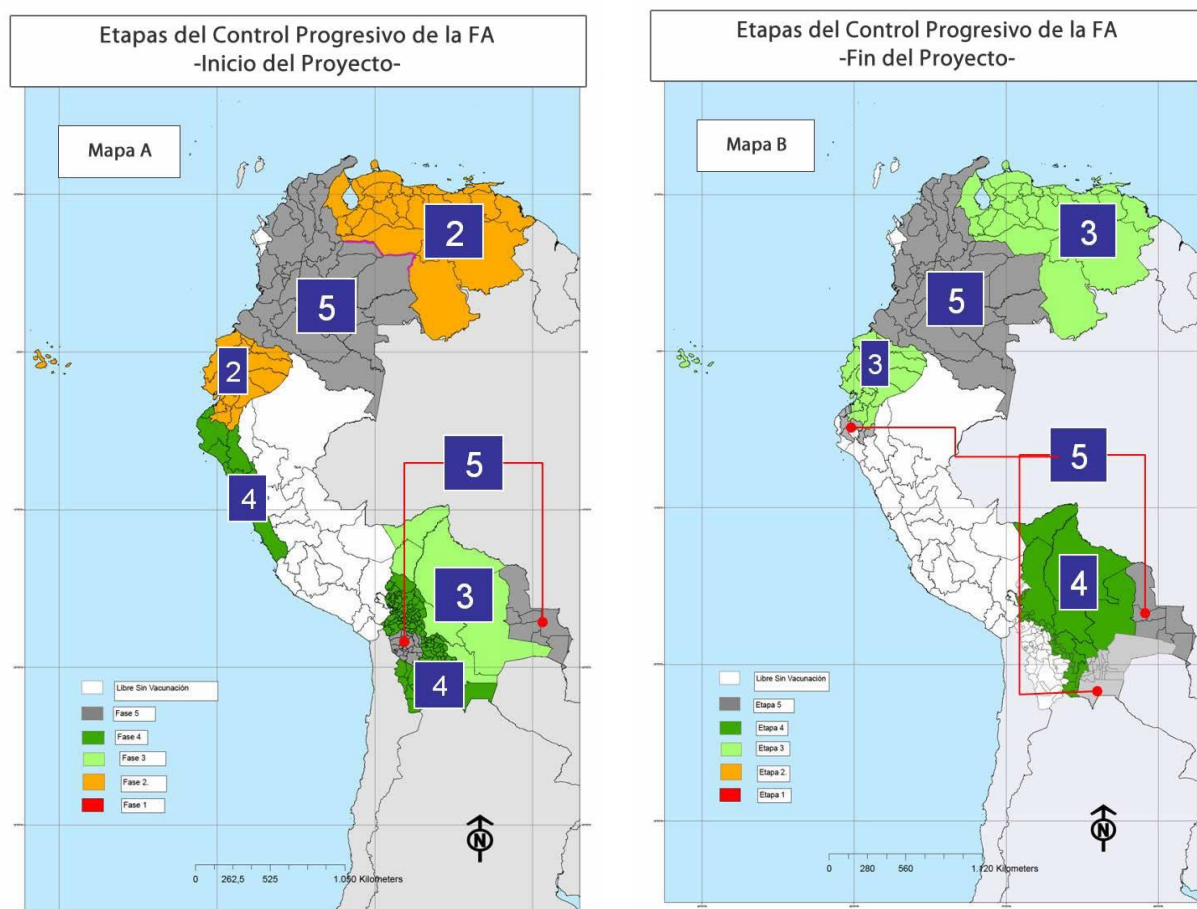 Etapas del Control Progresivo de la FA
-Inicio del Proyecto-
Mapa A
2
5
2
4
5
3
4
Libre Sin Vacunación
Fase 5
Fase 4
Fase 3
Fase 2.
Fase 1
N
0 262,5 525 1.050 Kilometers
Etapas del Control Progresivo de la FA
-Fin del Proyecto-
Mapa B
3
5
3
5
4
Libre Sin Vacunación
Etapa 5
Etapa 4
Etapa 3
Etapa 2.
Etapa 1
N
0 280 560 1.120 Kilometers